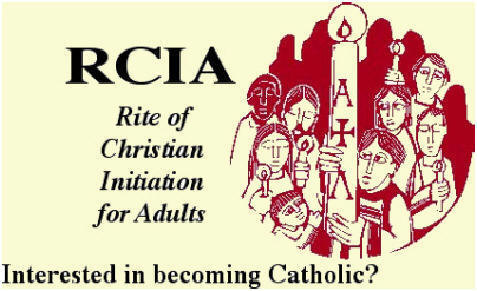 RCIA
Rite of
Christian
Initiation
for Adults
Α
Interested in becoming Catholic?